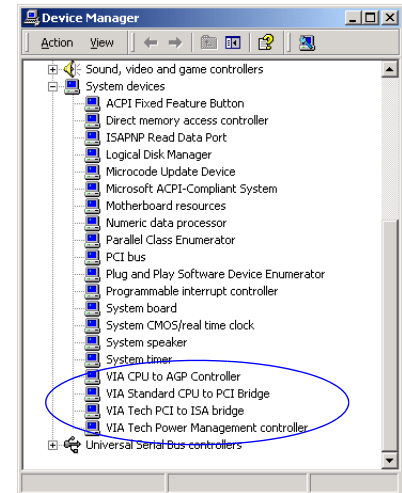 Device Manager
Action View
Sound, video and game controllers
System devices
ACPI Fixed Feature Button
Direct memory access controller
ISAPNP Read Data Port
Logical Disk Manager
Microcode Update Device
Microsoft ACPI-Compliant System
Motherboard resources
Numeric data processor
Parallel Class Enumerator
PCI bus
Plug and Play Software Device Enumerator
Programmable interrupt controller
System board
System CMOS/real time clock
System speaker
System timer
VIA CPU to AGP Controller
VIA Standard CPU to PCI Bridge
VIA Tech PCI to ISA bridge
VIA Tech Power Management controller
Universal Serial Bus controllers